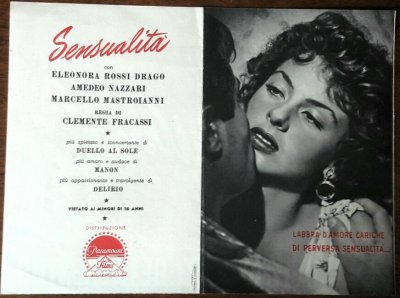 Sensualità
con
ELEONORA ROSSI DRAGO
AMEDEO NAZZARI
MARCELLO MASTROIANNI
REGIA DI
CLEMENTE FRACASSI
più spietato e sconcertante di
DUELLO AL SOLE
più amaro e audace di
MANON
più appassionante e travolgente di
DELIRIO
VIETATO AI MINORI DI 16 ANNI
DISTRIBUZIONE
Paramount
Films
LABBRA D'AMORE CARICHE
DI PERVERSA SENSUALITA...